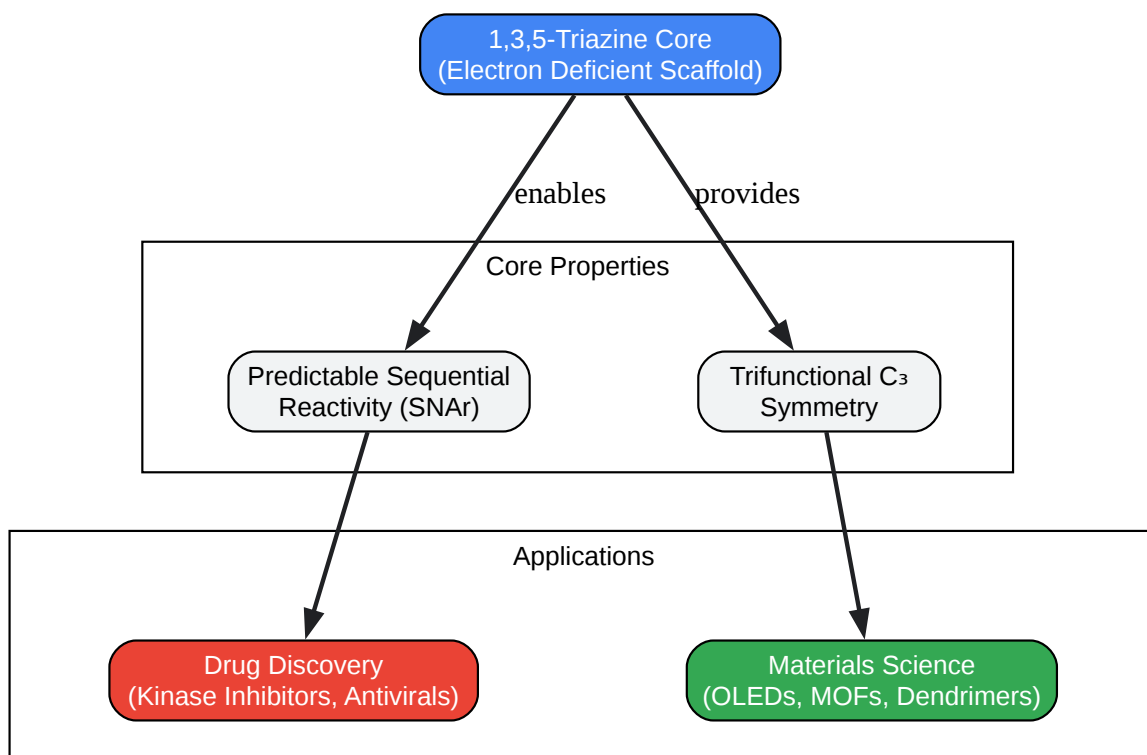 1,3,5-Triazine Core
(Electron Deficient Scaffold)
enables
provides
Core Properties
Predictable Sequential
Reactivity (SNAr)
Trifunctional C₃
Symmetry
Applications
Drug Discovery
(Kinase Inhibitors, Antivirals)
Materials Science
(OLEDs, MOFs, Dendrimers)